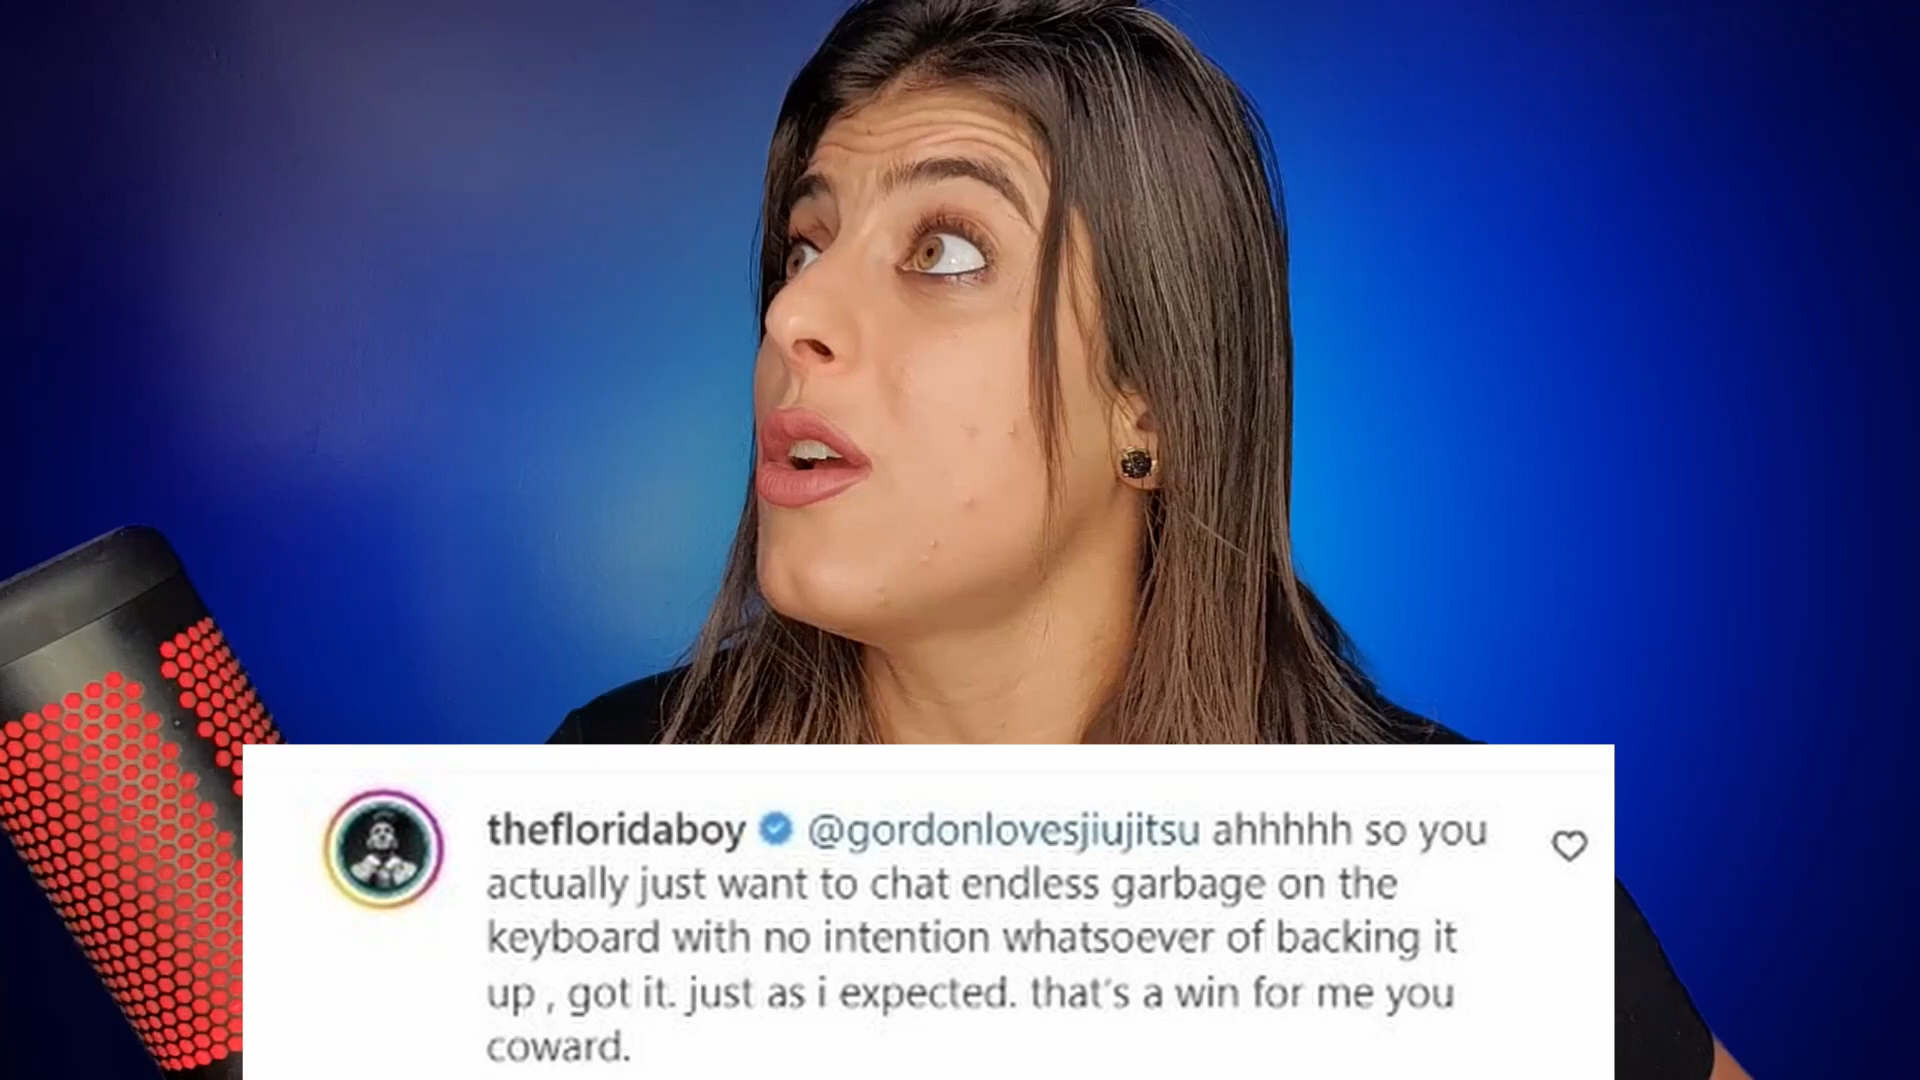 thefloridaboy @gordonlovesjiujitsu ahhhhh so you
actually just want to chat endless garbage on the
keyboard with no intention whatsoever of backing it
up , got it. just as i expected. that's a win for me you
coward.